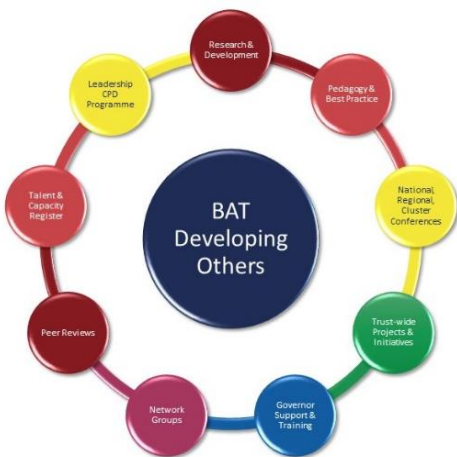 Research &
Development
Pedagogy &
Best Practice
National,
Regional,
Cluster
Conferences
Trust-wide
Projects &
Initiatives
Governor
Support &
Training
Network
Groups
Peer Reviews
Talent &
Capacity
Register
Leadership
CPD
Programme
BAT
Developing
Others